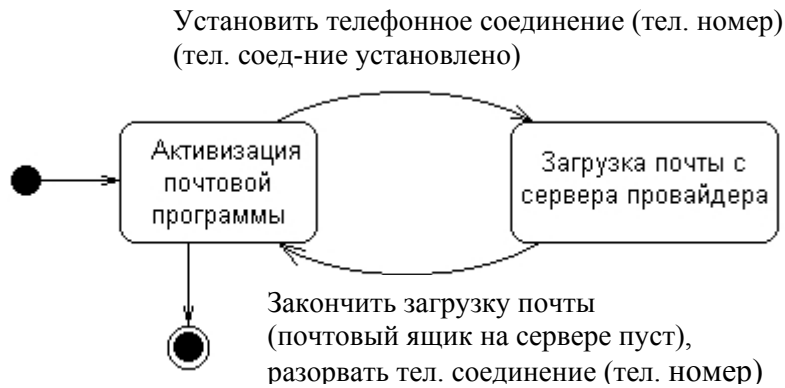 Установить телефонное соединение (тел. номер)
(тел. соед-ние установлено)
Активизация
почтовой
программы
Загрузка почты с
сервера провайдера
Закончить загрузку почты
(почтовый ящик на сервере пуст),
разорвать тел. соединение (тел. номер)